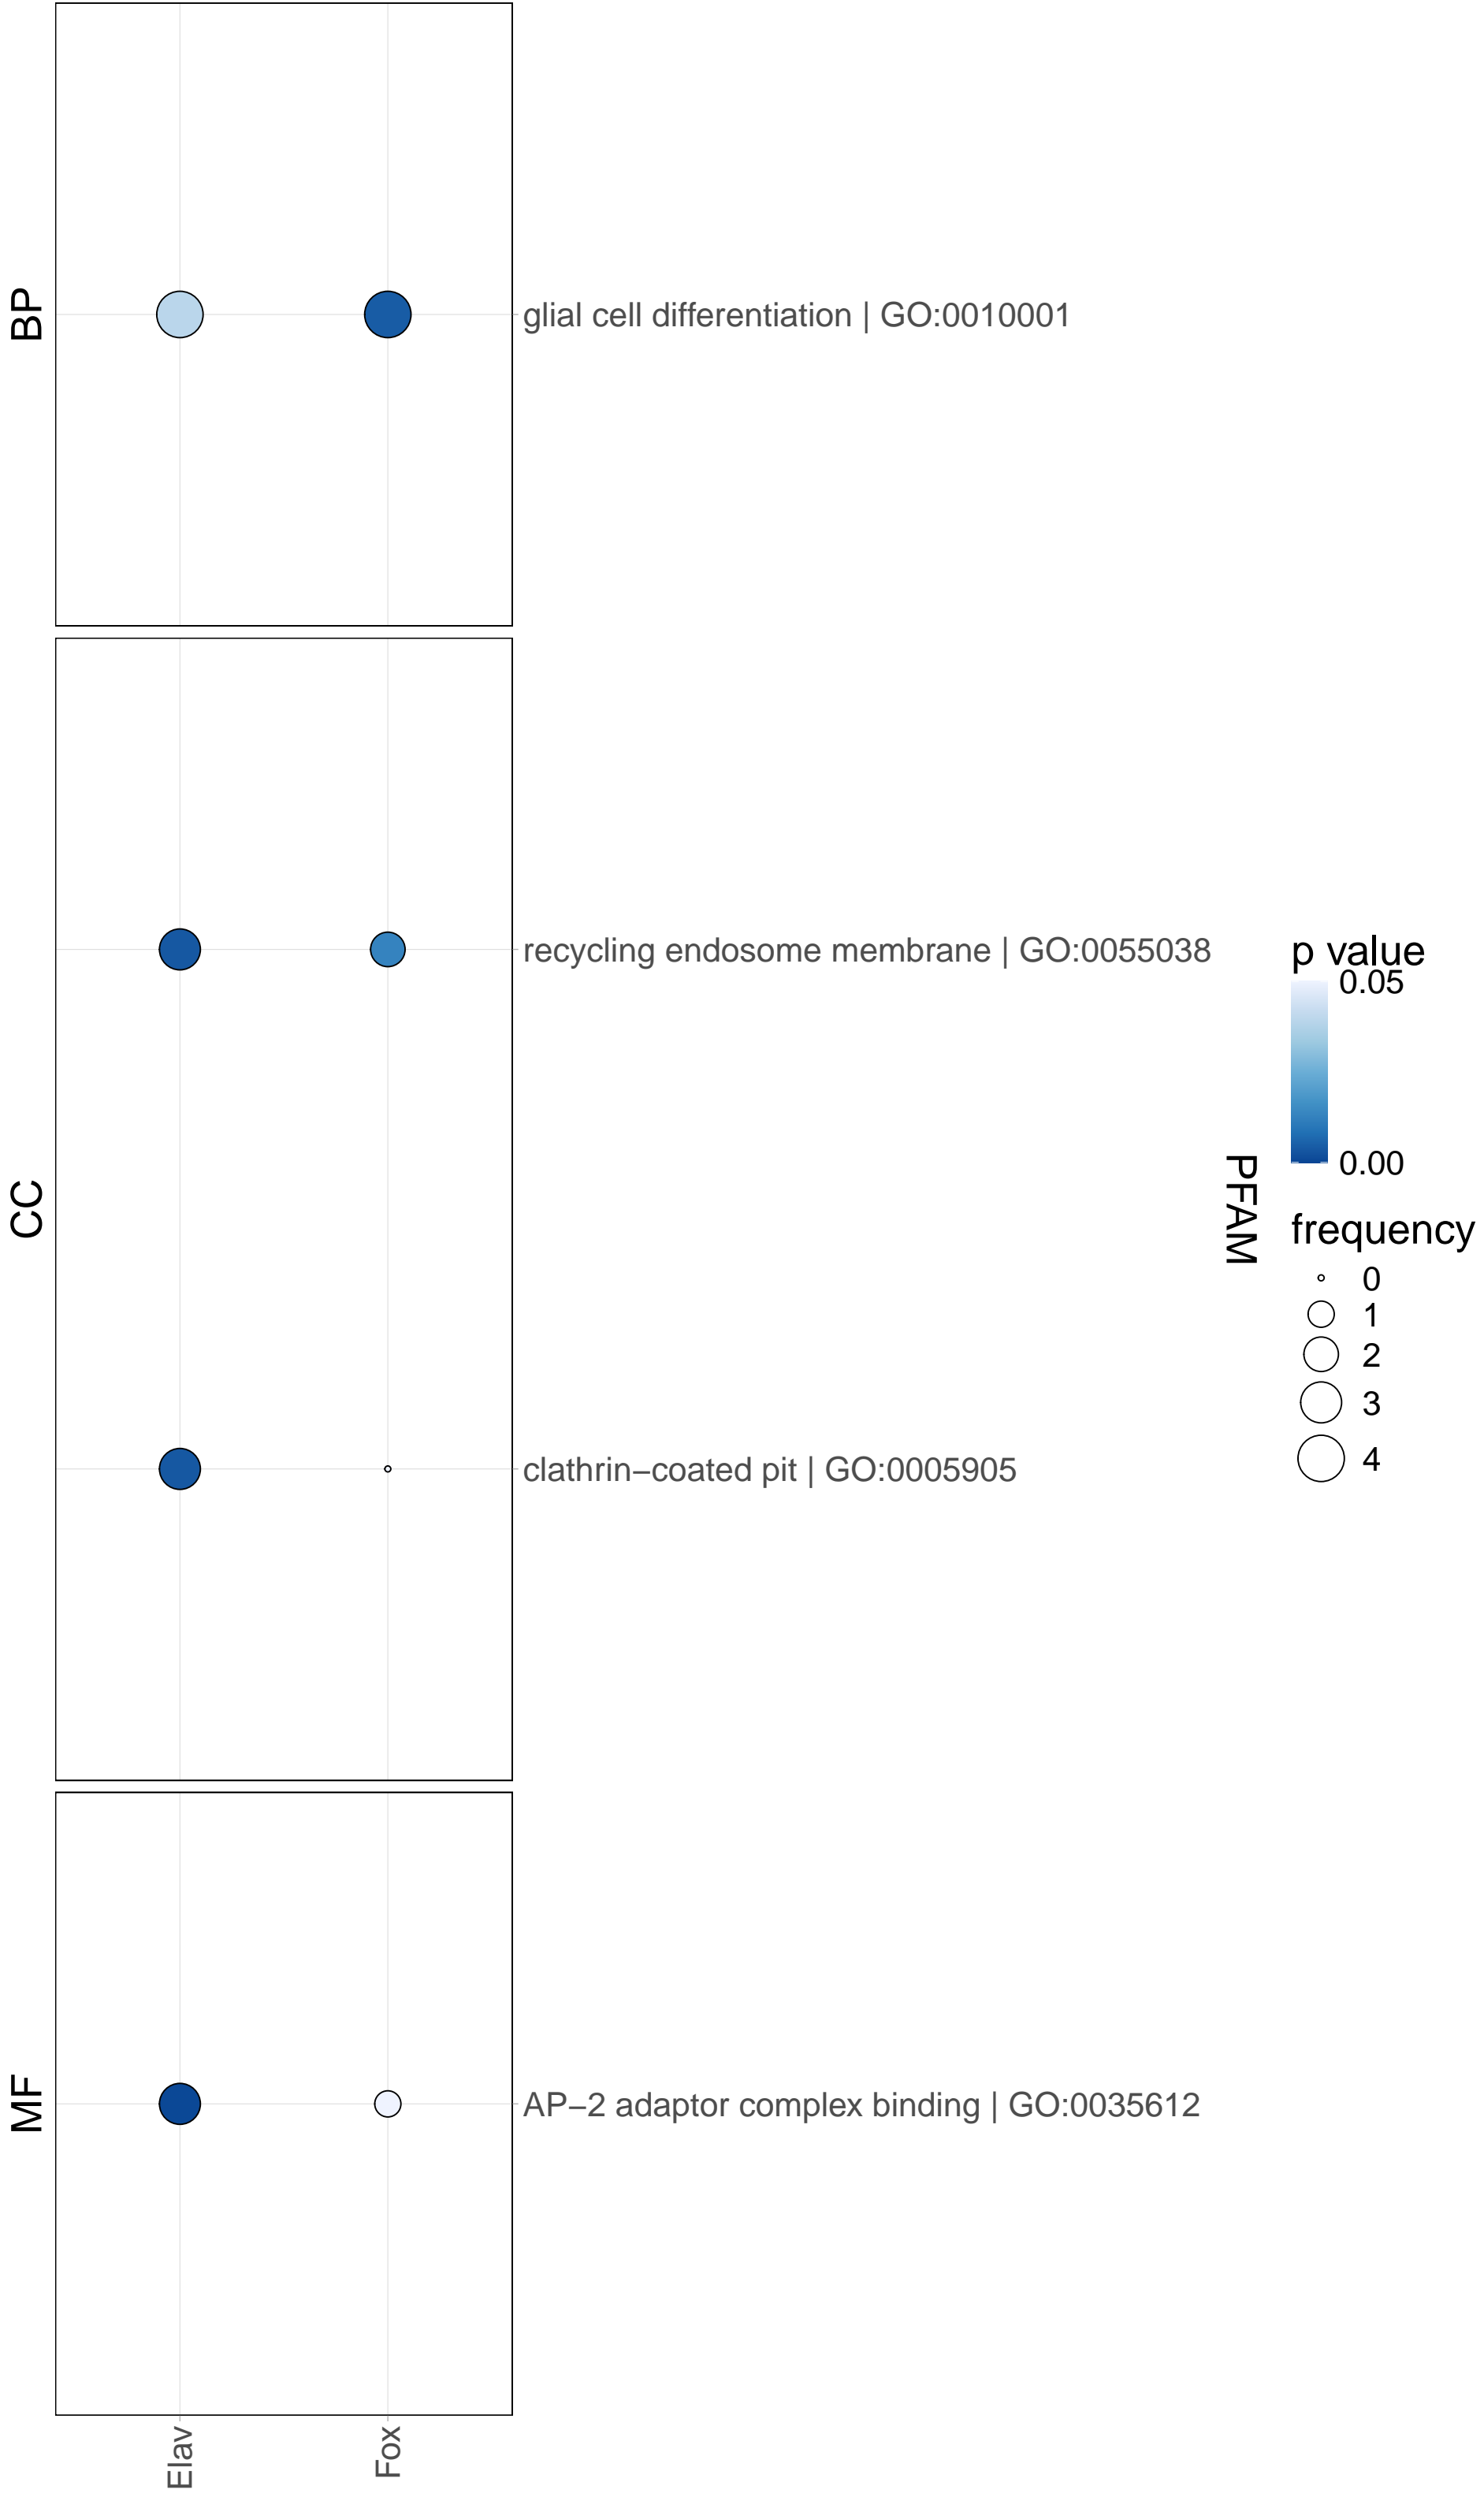 BP
glial cell differentiation | GO:0010001
CC
recycling endosome membrane | GO:0055038
clathrin−coated pit | GO:0005905
MF
AP−2 adaptor complex binding | GO:0035612
Elav
Fox
PFAM
p value
0.05
0.00
frequency
0
1
2
3
4